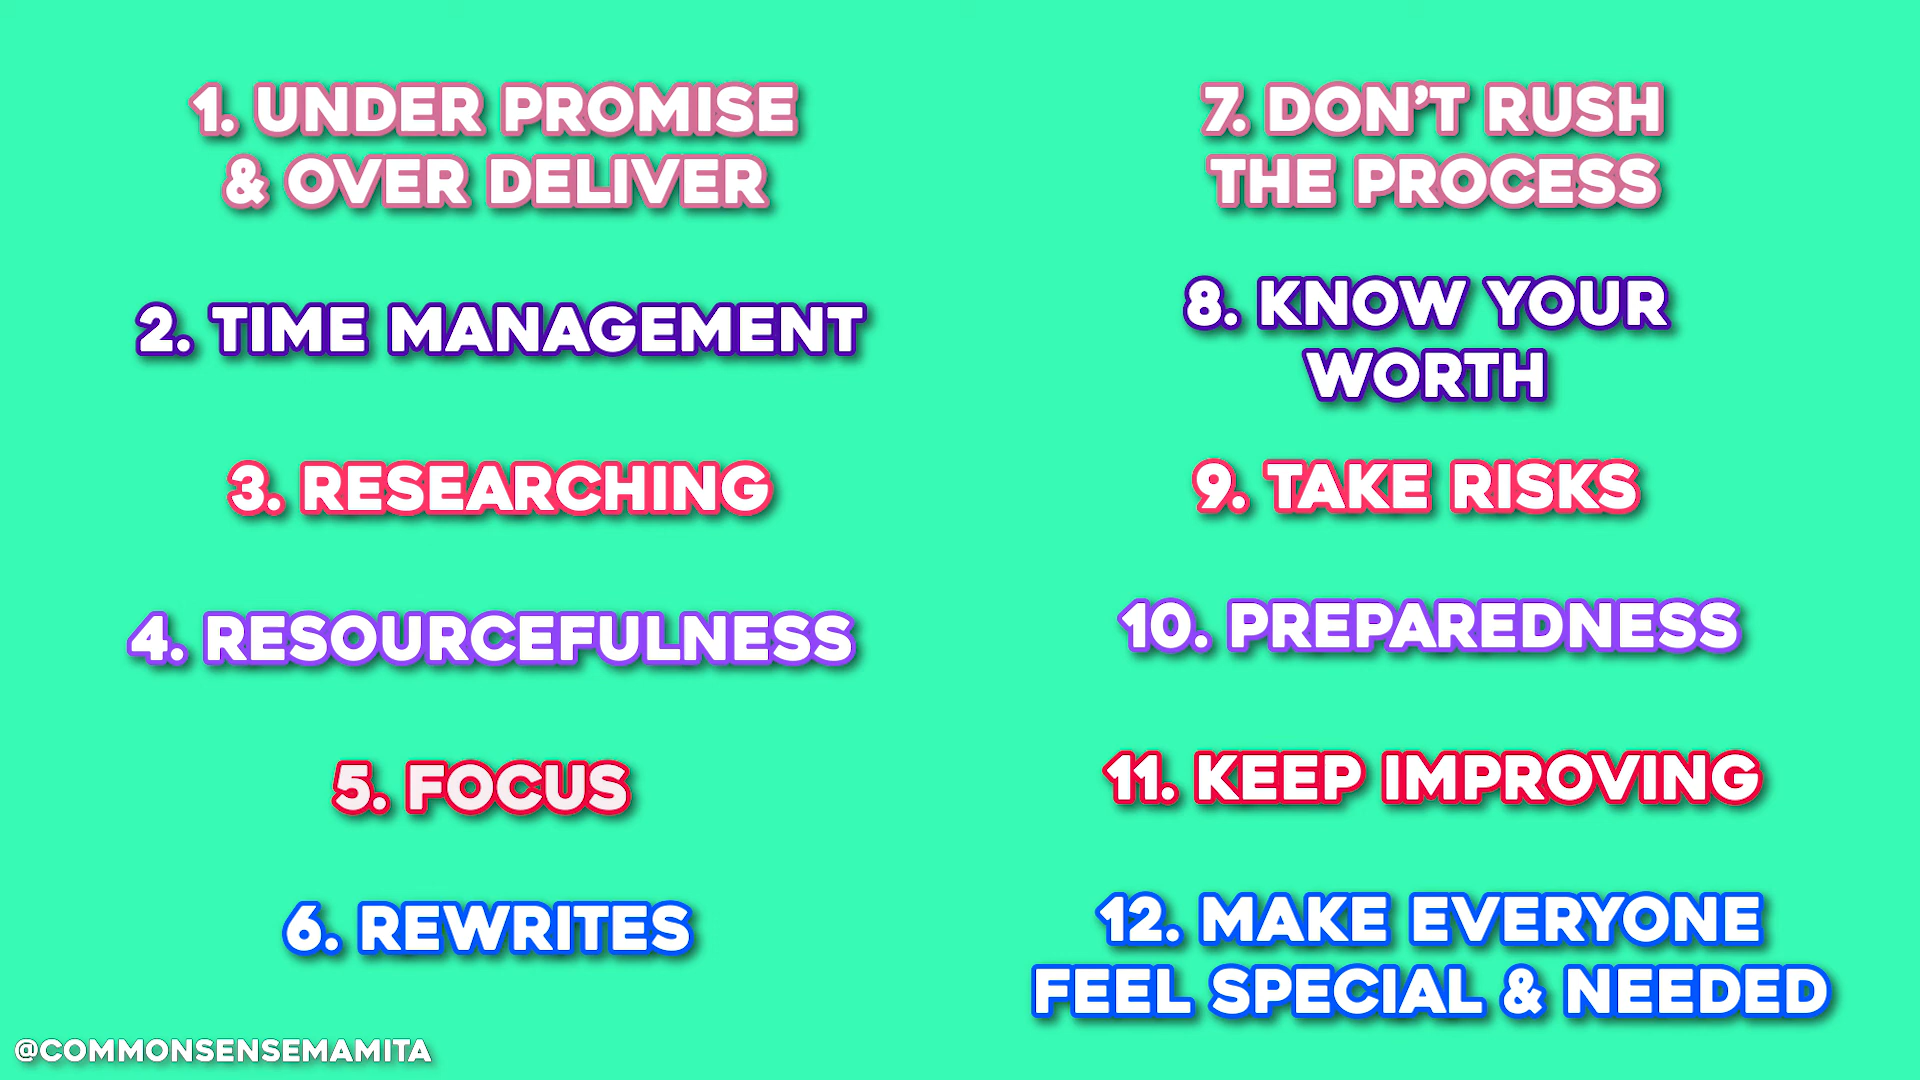 1. UNDER PROMISE
& OVER DELIVER
2. TIME MANAGEMENT
3. RESEARCHING
4. RESOURCEFULNESS
5. FOCUS
6. REWRITES
7. DON'T RUSH
THE PROCESS
8. KNOW YOUR
WORTH
9. TAKE RISKS
10. PREPAREDNESS
11. KEEP IMPROVING
12. MAKE EVERYONE
FEEL SPECIAL & NEEDED
@COMMONSENSEMAMITA